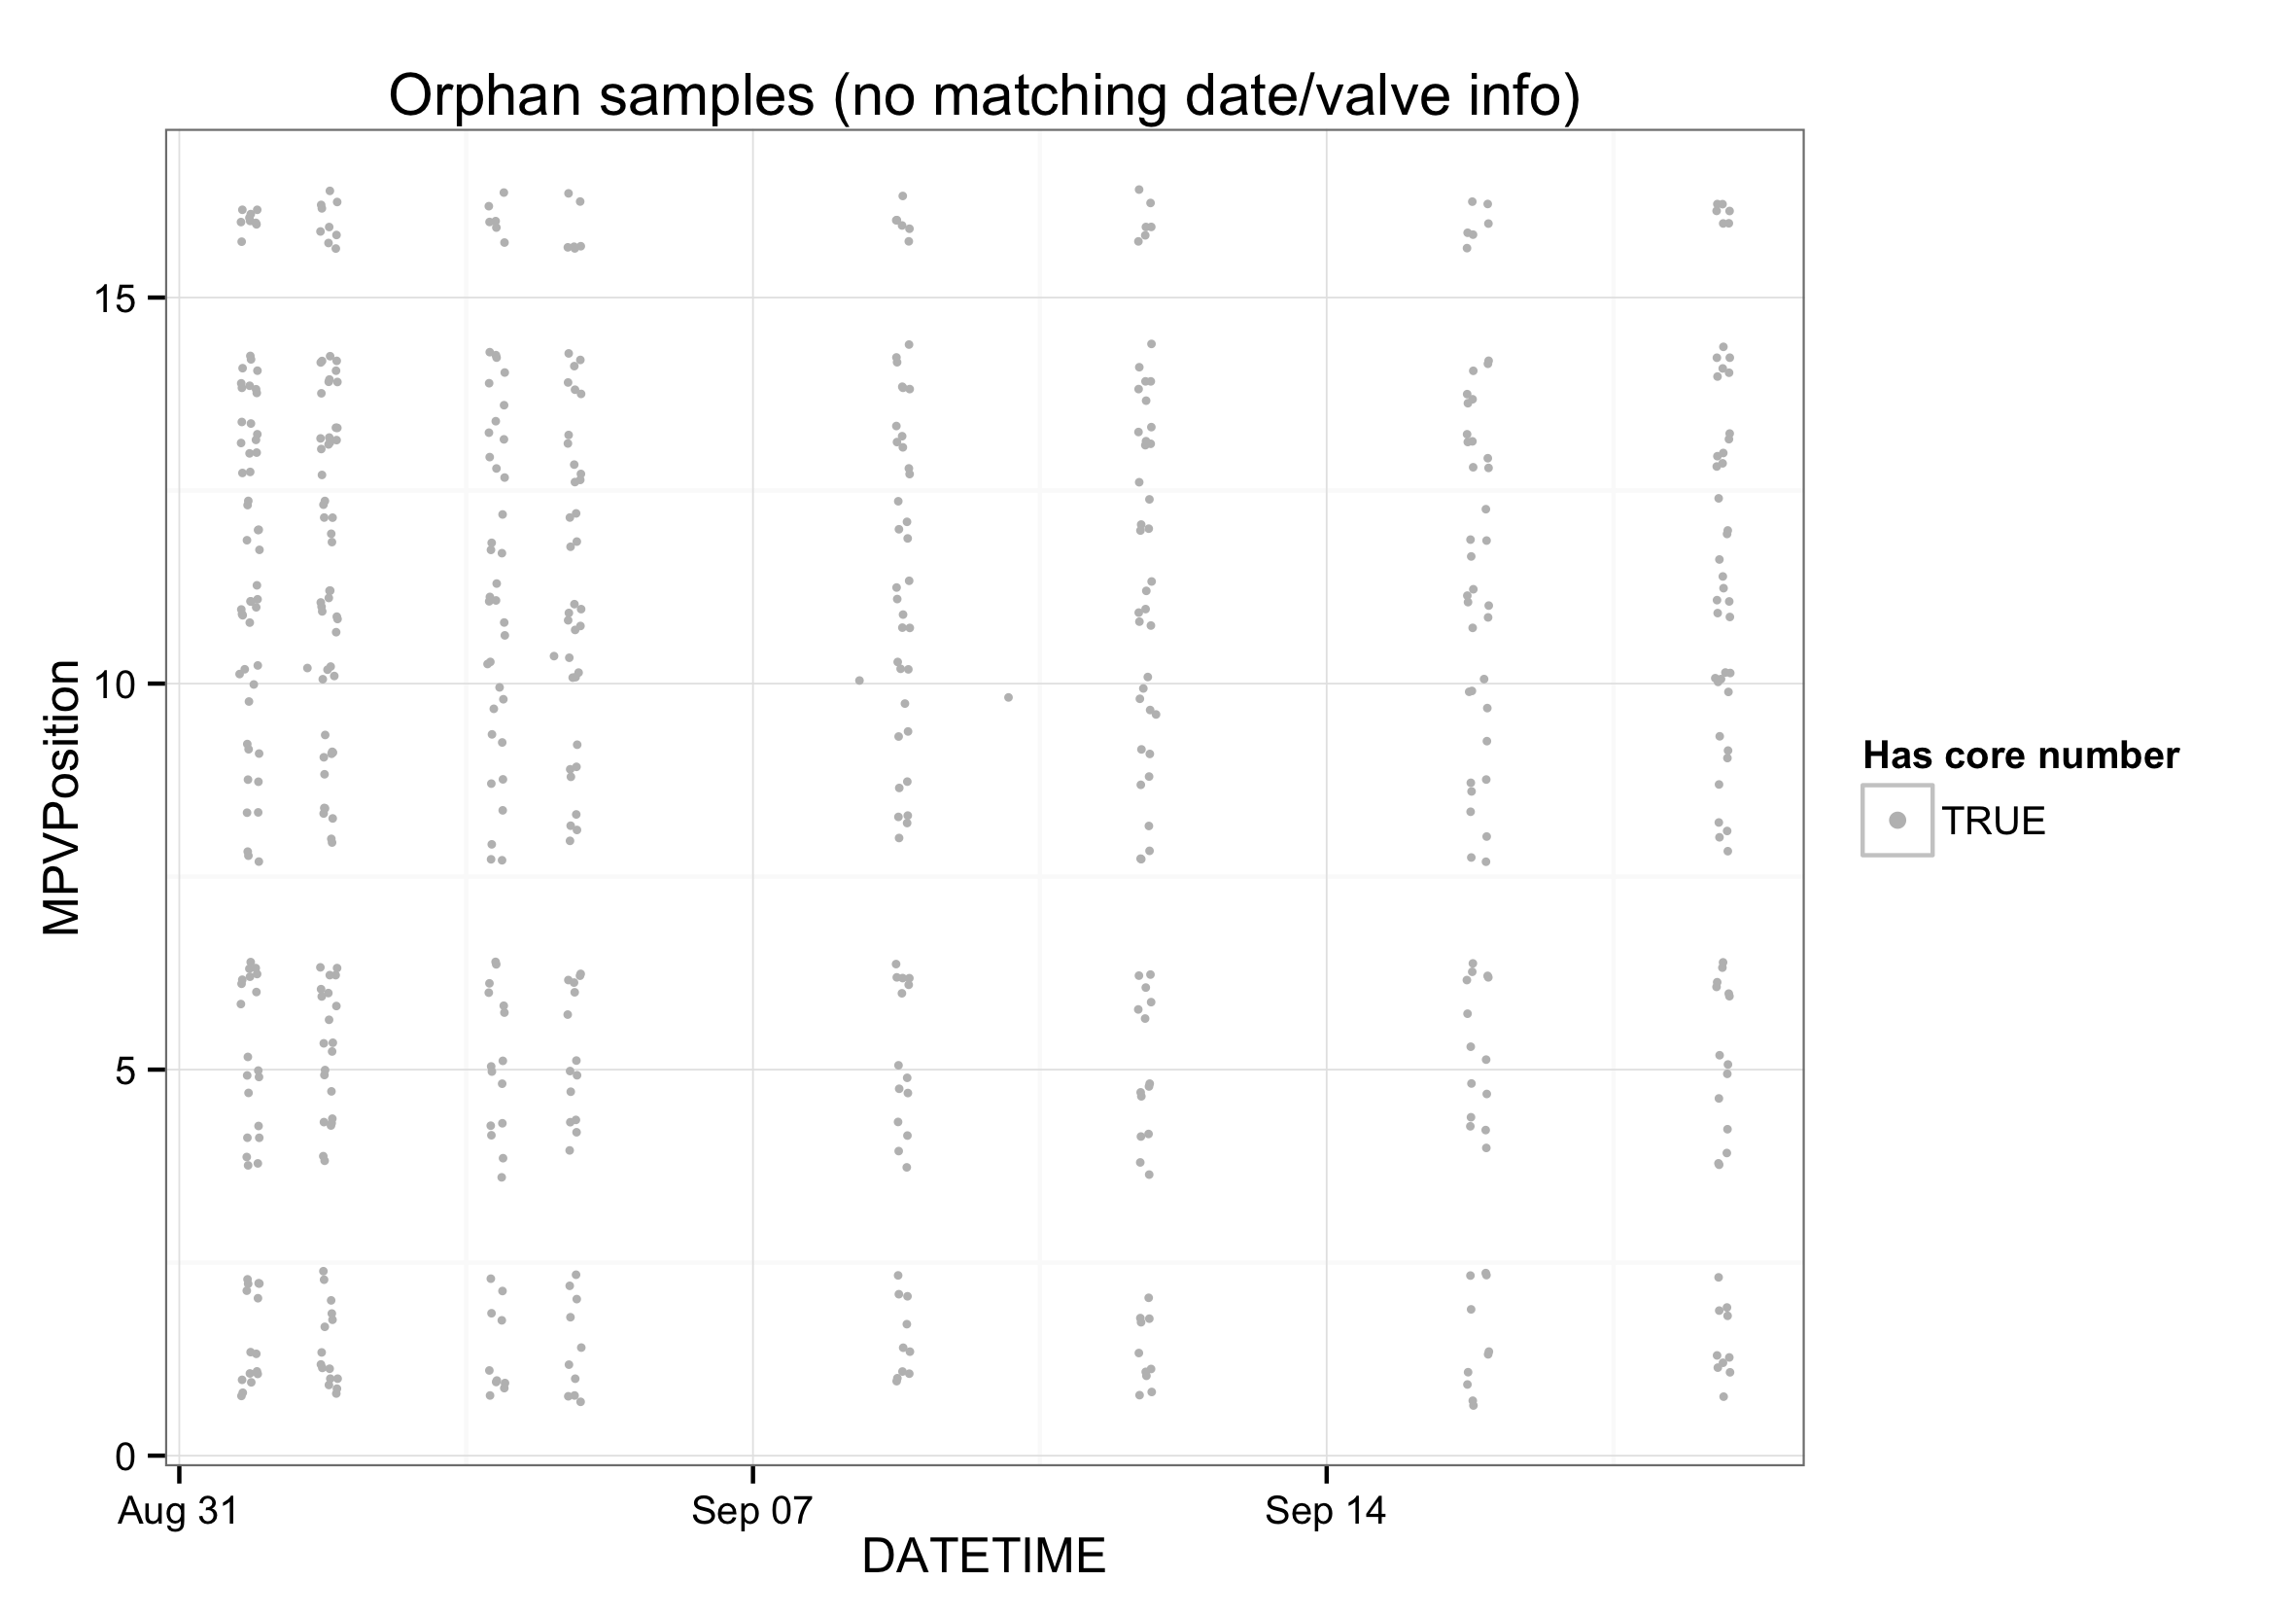 Orphan samples (no matching date/valve info)
15
10
5
0
MPVPosition
Aug 31
Sep 07
Sep 14
DATETIME
Has core number
TRUE